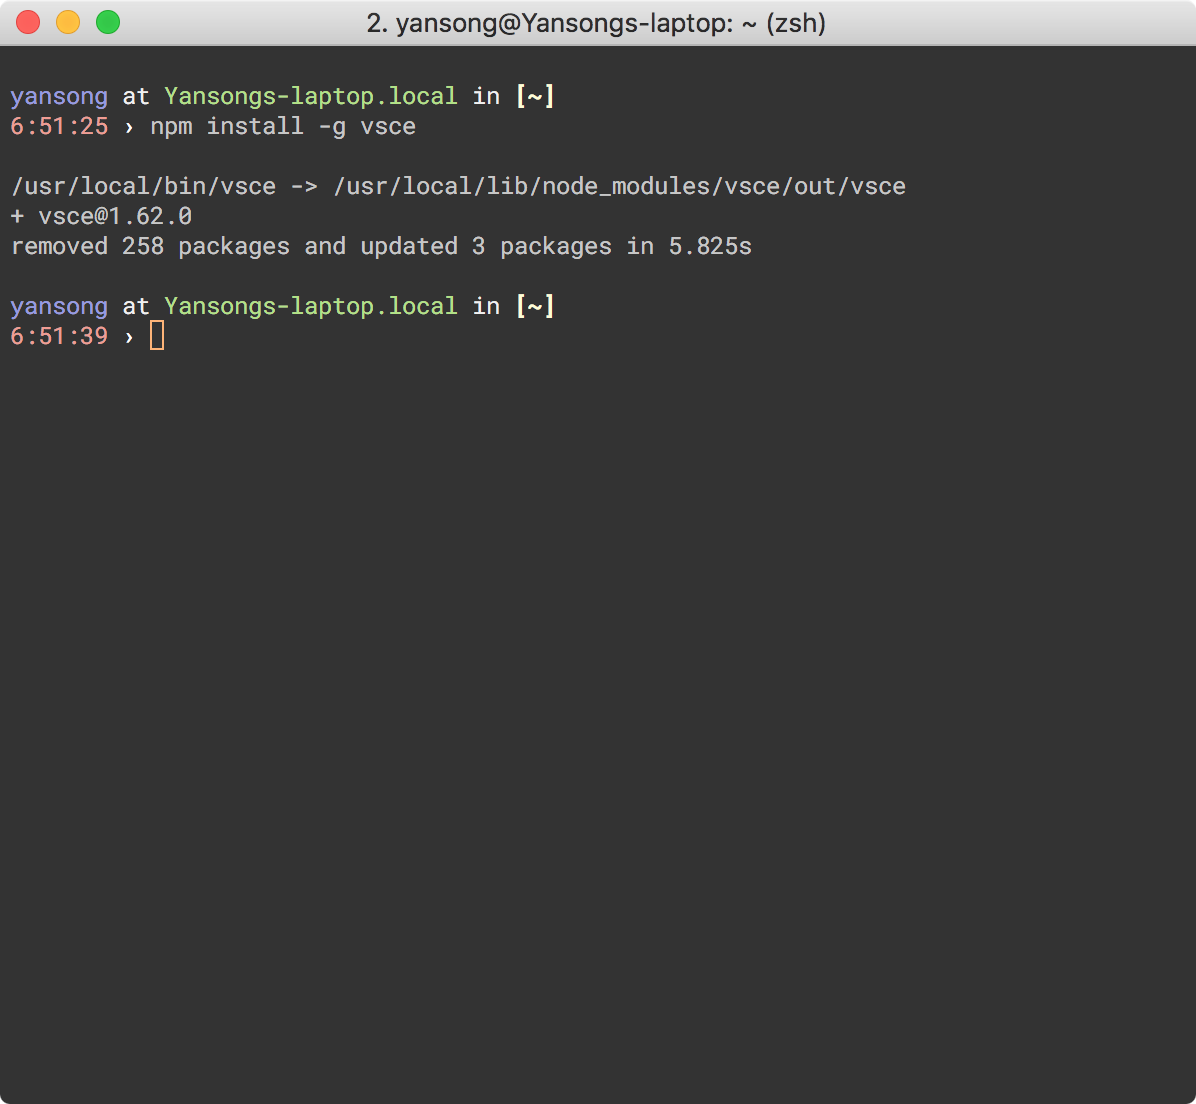 2. yansong@Yansongs-laptop: ~ (zsh)
yansong at Yansongs-laptop.local in [~]
6:51:25 › npm install -g vsce
/usr/local/bin/vsce -> /usr/local/lib/node_modules/vsce/out/vsce
+ vsce@1.62.0
removed 258 packages and updated 3 packages in 5.825s
yansong at Yansongs-laptop.local in [~]
6:51:39 ›